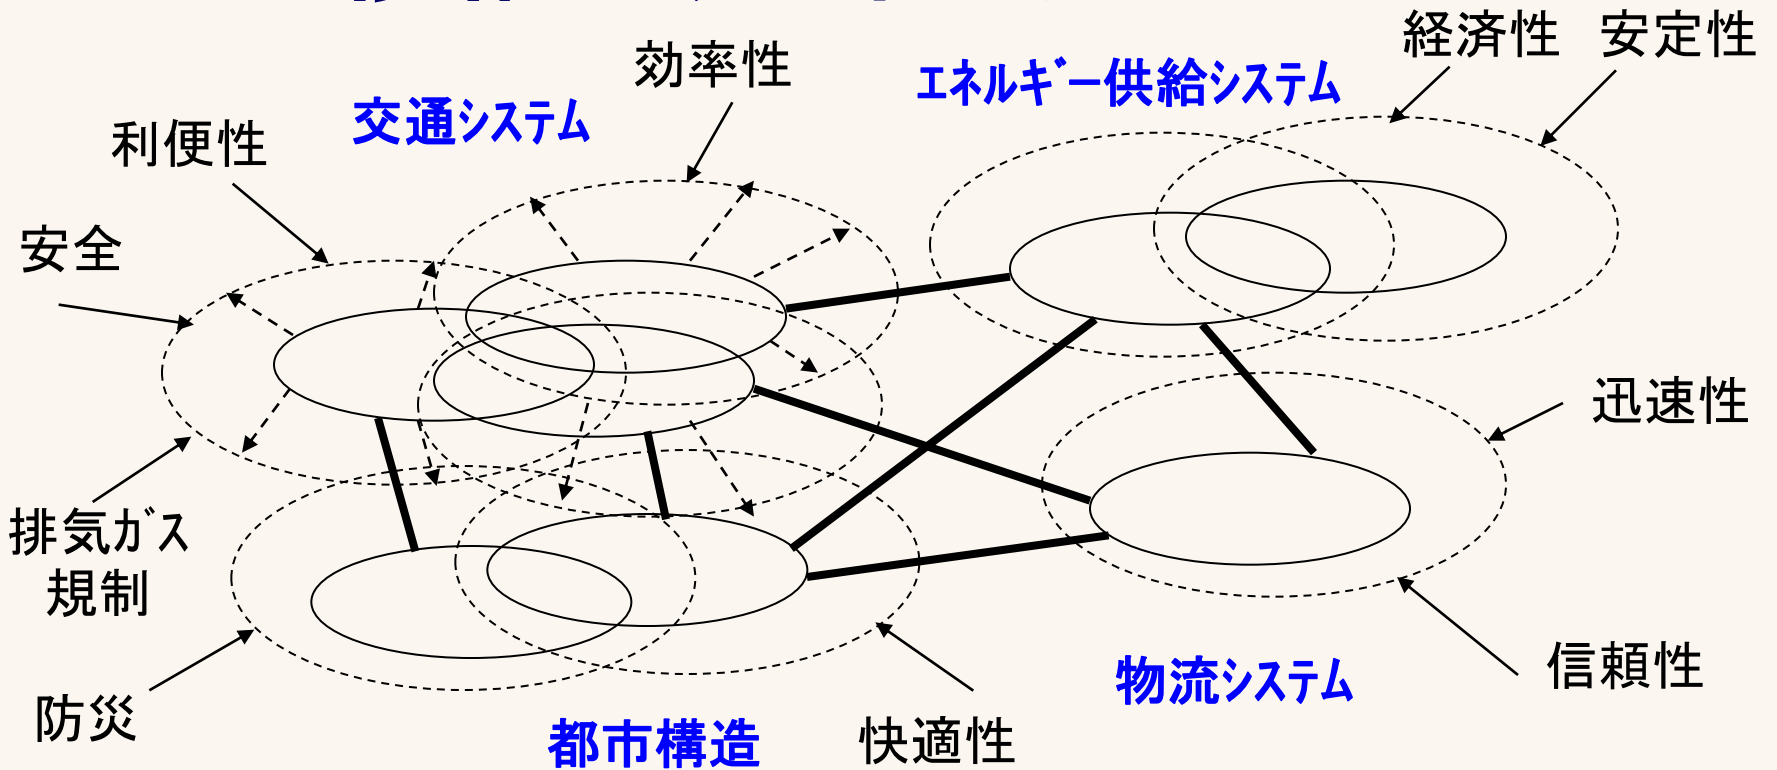 経済性 安定性
効率性
エネルギー供給システム
交通システム
利便性
安全
迅速性
排気ガス
規制
信頼性
物流システム
防災
都市構造
快適性